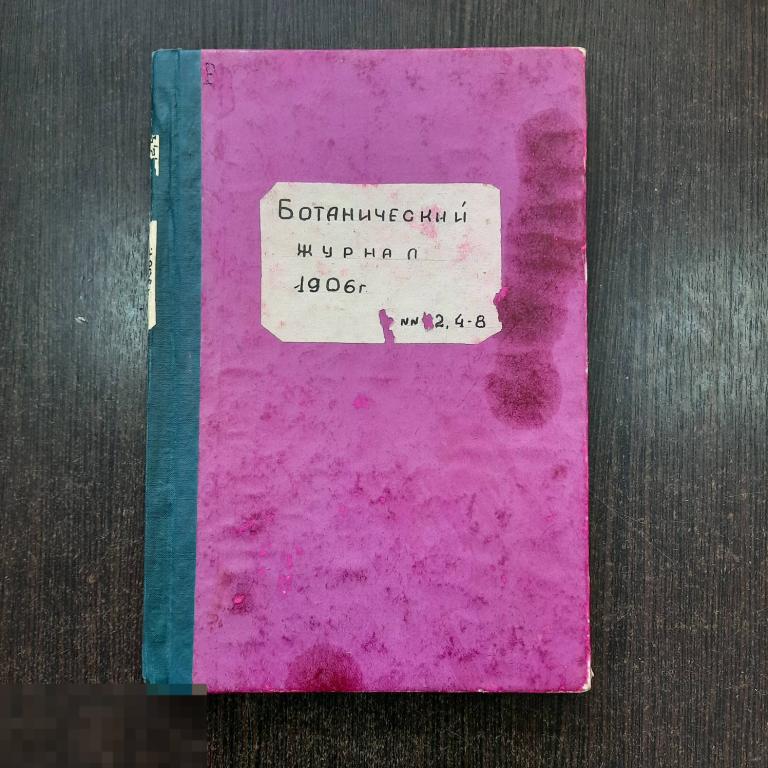 Ботанический
журнал
1906г
NN 2, 4-8